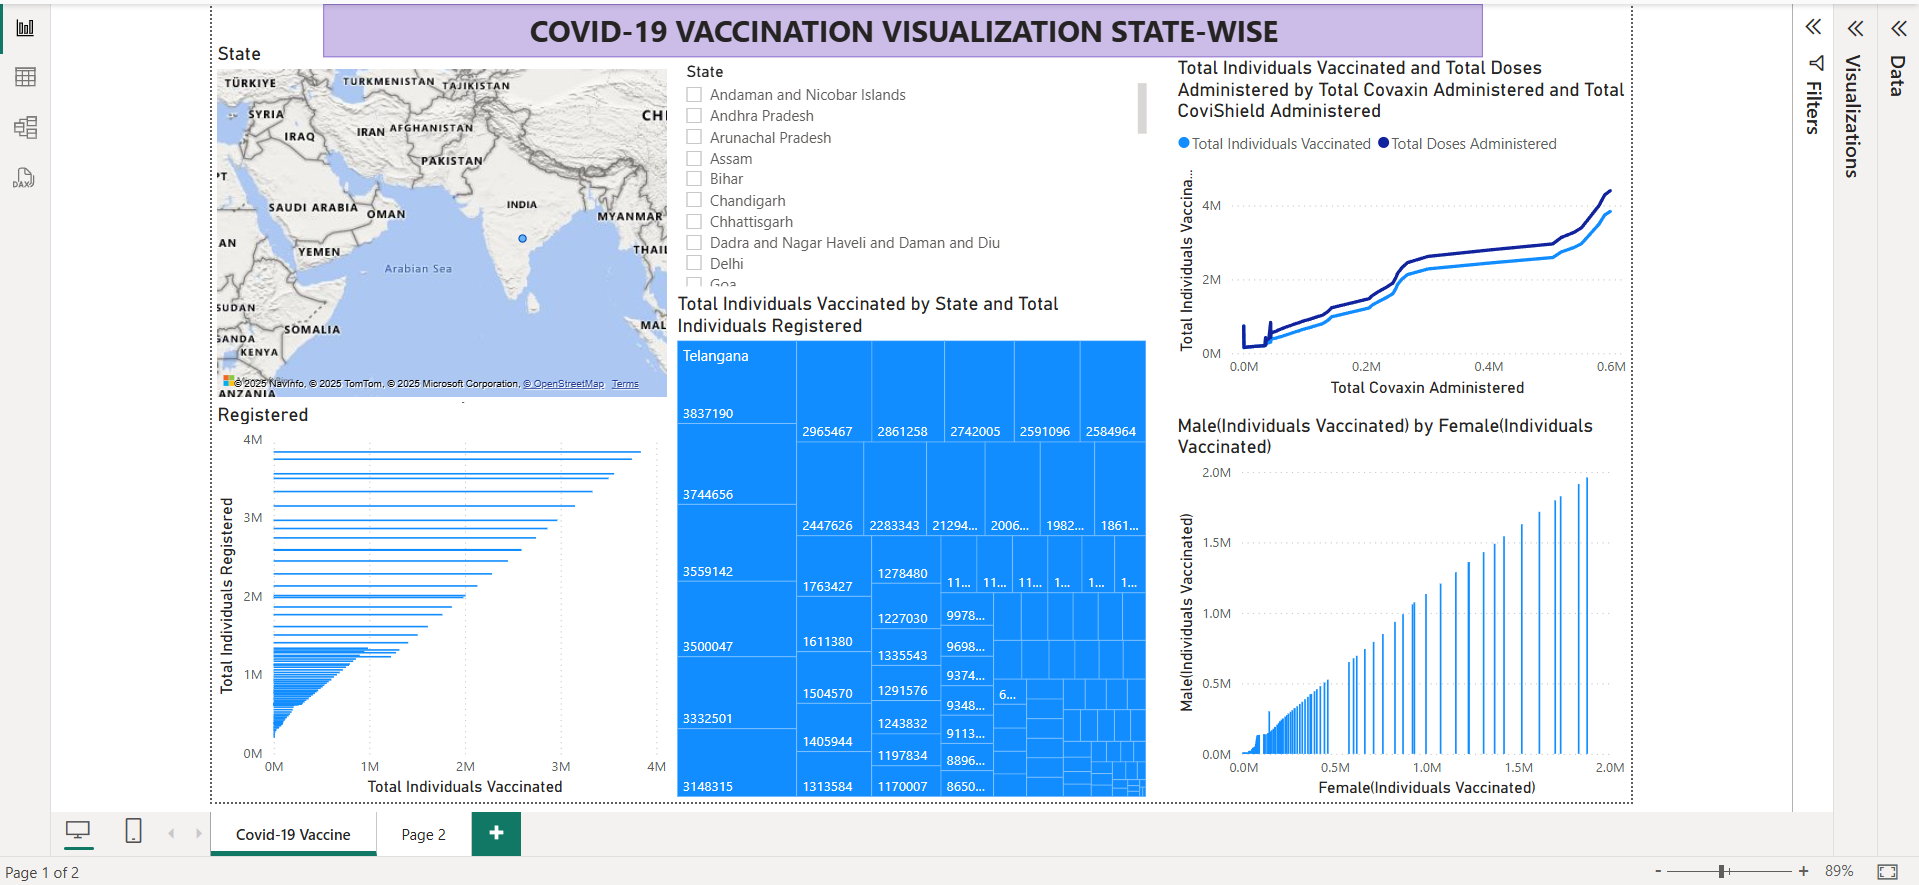 COVID-19 VACCINATION VISUALIZATION STATE-WISE
State
TÜRKIYE
TURKMENISTAN
TAJIKISTAN
SYRIA
IRAQ
IRAN
AFGHANISTAN
CHI
PAKISTAN
PT
SAUDI ARABIA
OMAN
INDIA
MYANMAR
AN
YEMEN
THAIL
Arabian Sea
SUDAN
SOMALIA
MAL
GANDA
KENYA
© 2025 NavInfo, © 2025 TomTom, © 2025 Microsoft Corporation, © OpenStreetMap Terms
ANZANIA
State
Andaman and Nicobar Islands
Andhra Pradesh
Arunachal Pradesh
Assam
Bihar
Chandigarh
Chhattisgarh
Dadra and Nagar Haveli and Daman and Diu
Delhi
Goa
Total Individuals Vaccinated and Total Doses
Administered by Total Covaxin Administered and Total
CoviShield Administered
Total Individuals Vaccinated Total Doses Administered
Total Individuals Vaccina...
4M
2M
0M
0.0M 0.2M 0.4M 0.6M
Total Covaxin Administered
Registered
Total Individuals Registered
4M
3M
2M
1M
0M
0M 1M 2M 3M 4M
Total Individuals Vaccinated
Total Individuals Vaccinated by State and Total
Individuals Registered
Telangana
3837190
3744656
3559142
3500047
3332501
3148315
2965467 2861258 2742005 2591096 2584964
2447626 2283343 21294... 2006... 1982... 1861...
1763427
1611380
1504570
1405944
1313584
1278480
1227030
1335543
1291576
1243832
1197834
1170007
11... 11... 11... 1... 1... 1...
9978...
9698...
9374...
9348...
9113...
8896...
8650...
6...
Male(Individuals Vaccinated) by Female(Individuals
Vaccinated)
Male(Individuals Vaccinated)
2.0M
1.5M
1.0M
0.5M
0.0M
0.0M 0.5M 1.0M 1.5M 2.0M
Female(Individuals Vaccinated)
Filters
Visualizations
Data
DAX
Covid-19 Vaccine
Page 2
+
Page 1 of 2
- + 89%